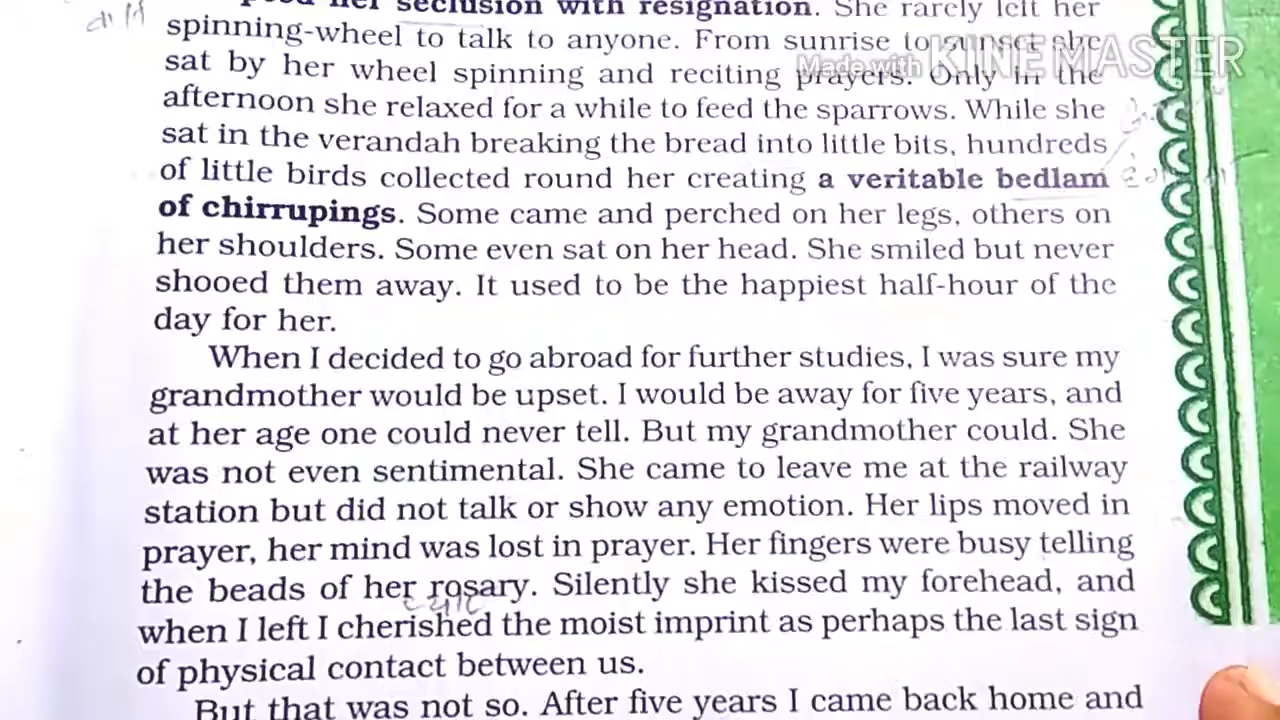 her seclusion with resignation. She rarely left her
spinning-wheel to talk to anyone. From sunrise to sunset she
sat by her wheel spinning and reciting prayers. Only in the
afternoon she relaxed for a while to feed the sparrows. While she
sat in the verandah breaking the bread into little bits, hundreds
of little birds collected round her creating a veritable bedlam
of chirrupings. Some came and perched on her legs, others on
her shoulders. Some even sat on her head. She smiled but never
shooed them away. It used to be the happiest half-hour of the
day for her.
When I decided to go abroad for further studies, I was sure my
grandmother would be upset. I would be away for five years, and
at her age one could never tell. But my grandmother could. She
was not even sentimental. She came to leave me at the railway
station but did not talk or show any emotion. Her lips moved in
prayer, her mind was lost in prayer. Her fingers were busy telling
the beads of her rosary. Silently she kissed my forehead, and
when I left I cherished the moist imprint as perhaps the last sign
of physical contact between us.
But that was not so. After five years I came back home and
Made with KINEMASTER